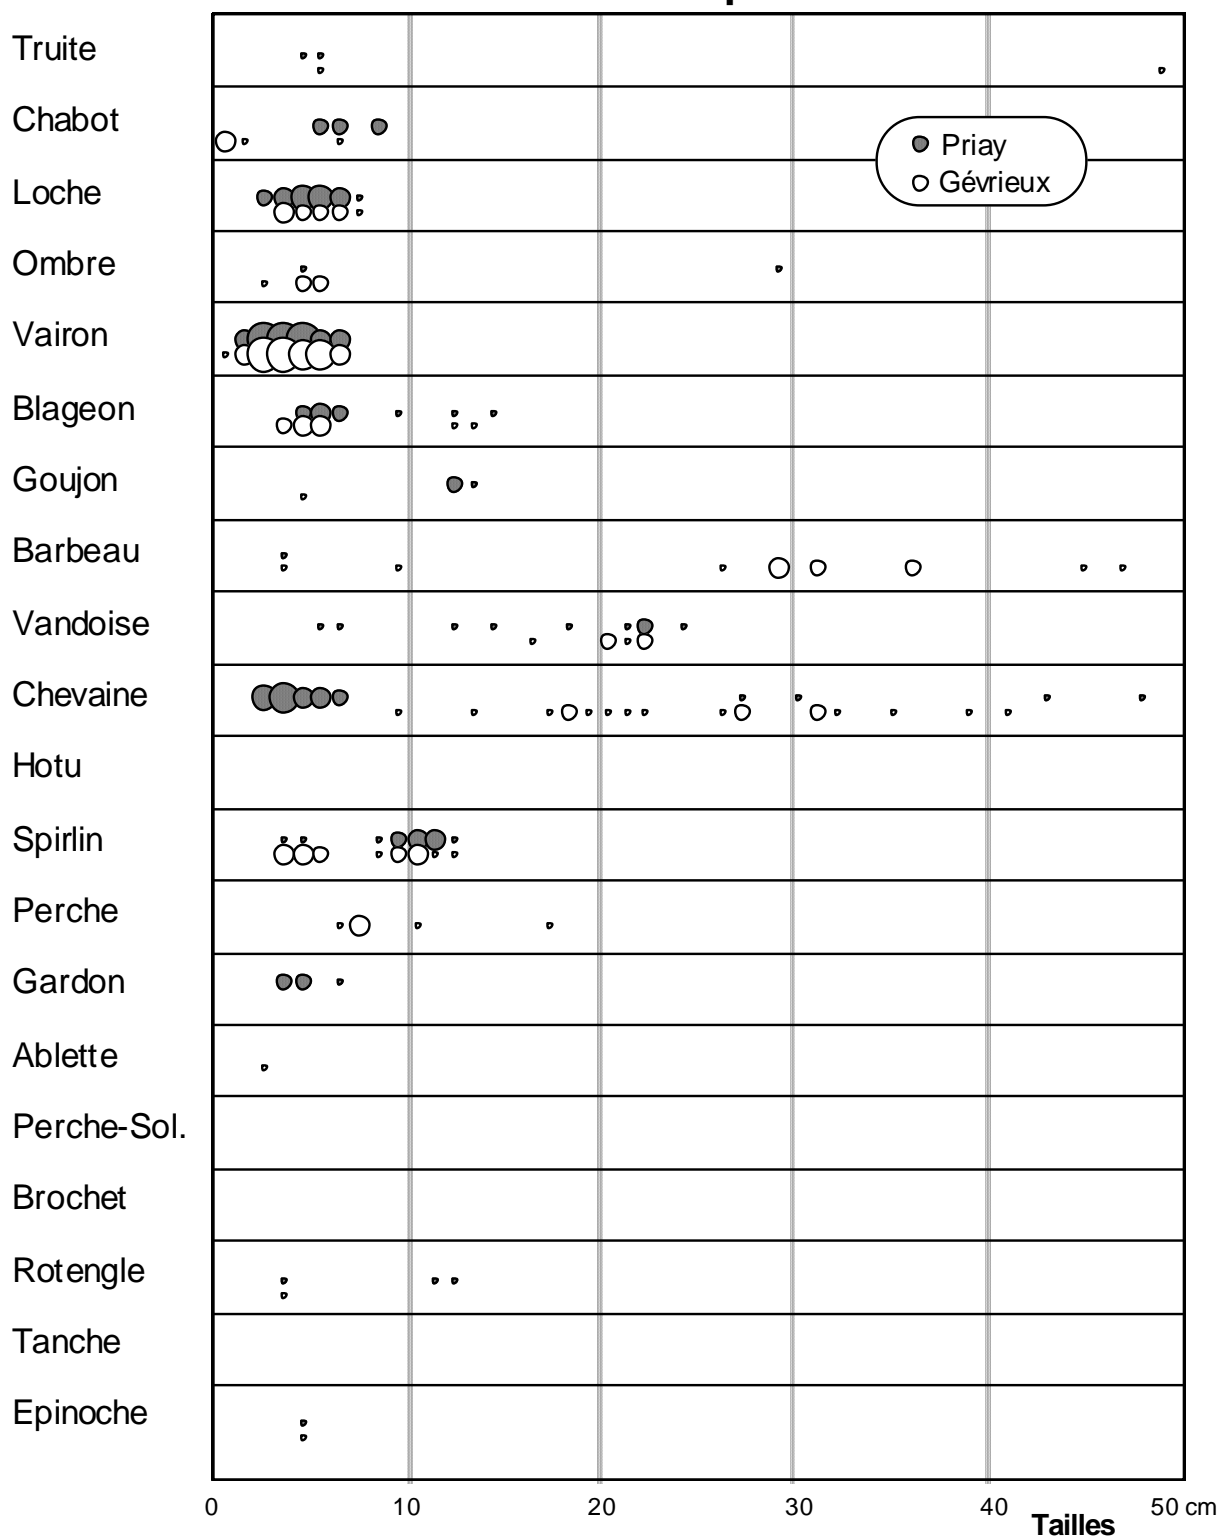 Truite
Chabot
Priay
Gévrieux
Loche
Ombre
Vairon
Blageon
Goujon
Barbeau
Vandoise
Chevaine
Hotu
Spirlin
Perche
Gardon
Ablette
Perche-Sol.
Brochet
Rotengle
Tanche
Epinoche
0 10 20 30 40 50 cm
Tailles